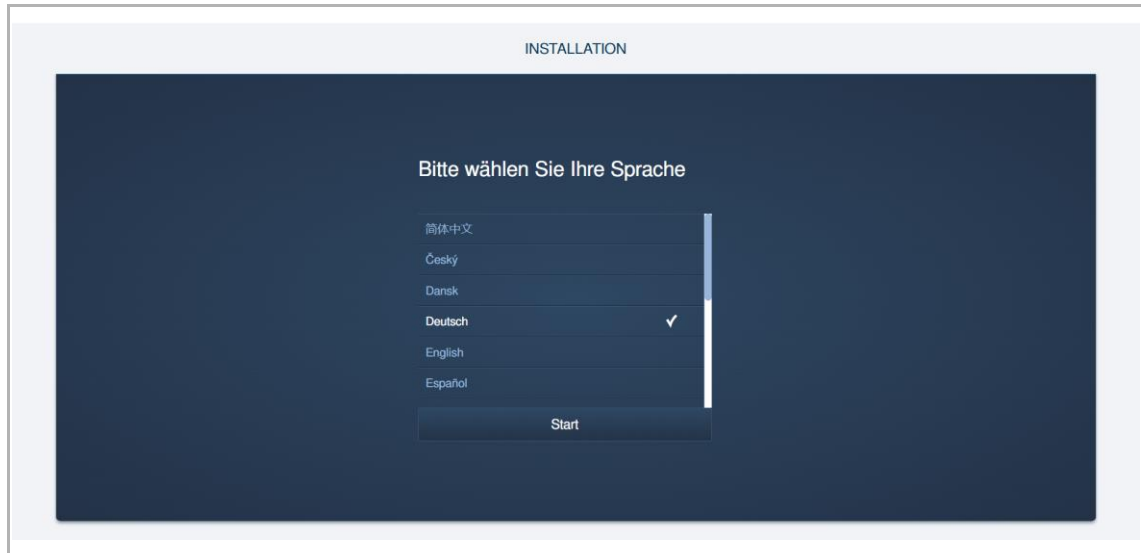 INSTALLATION
Bitte wählen Sie Ihre Sprache
简体中文
Český
Dansk
Deutsch
English
Español
Start